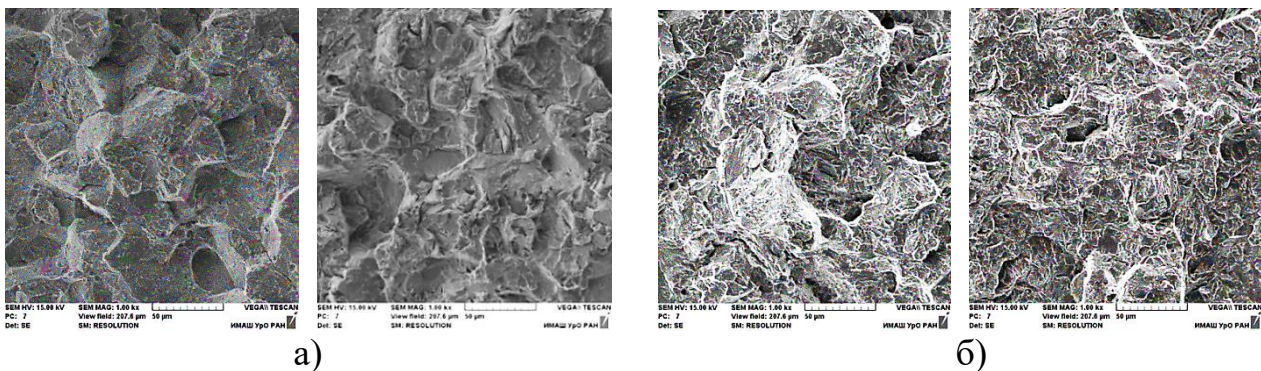 SEM HV: 15.00 kV SEM MAG: 1.00 kx VEGA\\ TESCAN
PC: 7 View field: 207.6 µm 50 µm
Det: SE SM: RESOLUTION ИМАШ УрО РАН
SEM HV: 15.00 kV SEM MAG: 1.00 kx VEGA\\ TESCAN
PC: 7 View field: 207.6 µm 50 µm
Det: SE SM: RESOLUTION ИМАШ УрО РАН
а)
SEM HV: 15.00 kV SEM MAG: 1.00 kx VEGA\\ TESCAN
PC: 7 View field: 207.6 µm 50 µm
Det: SE SM: RESOLUTION ИМАШ УрО РАН
SEM HV: 15.00 kV SEM MAG: 1.00 kx VEGA\\ TESCAN
PC: 7 View field: 207.6 µm 50 µm
Det: SE SM: RESOLUTION ИМАШ УрО РАН
б)